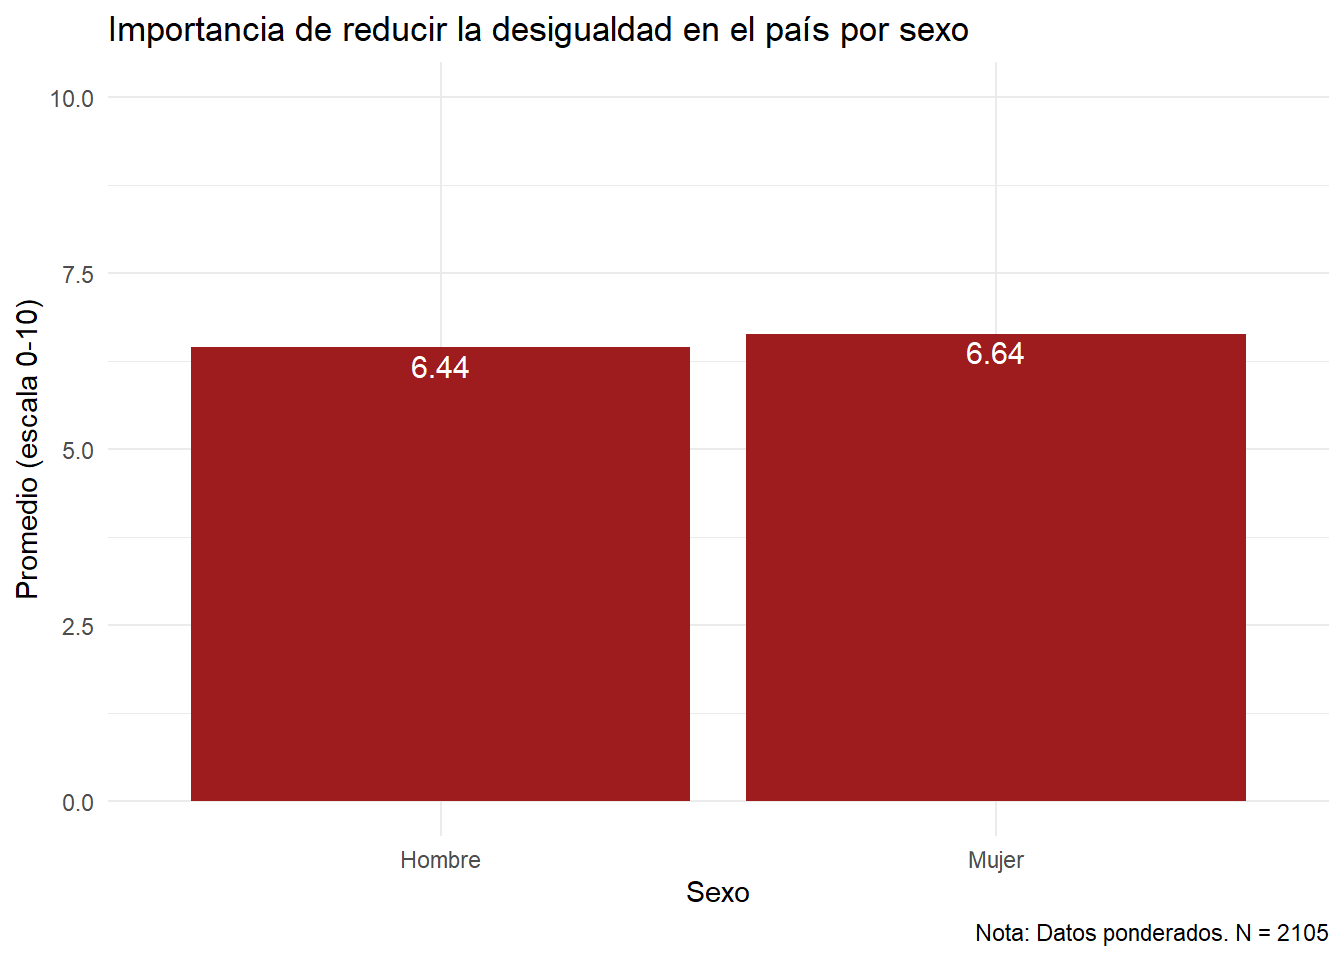 Importancia de reducir la desigualdad en el país por sexo
10.0
7.5
5.0
2.5
0.0
Promedio (escala 0-10)
6.44
6.64
Hombre
Mujer
Sexo
Nota: Datos ponderados. N = 2105